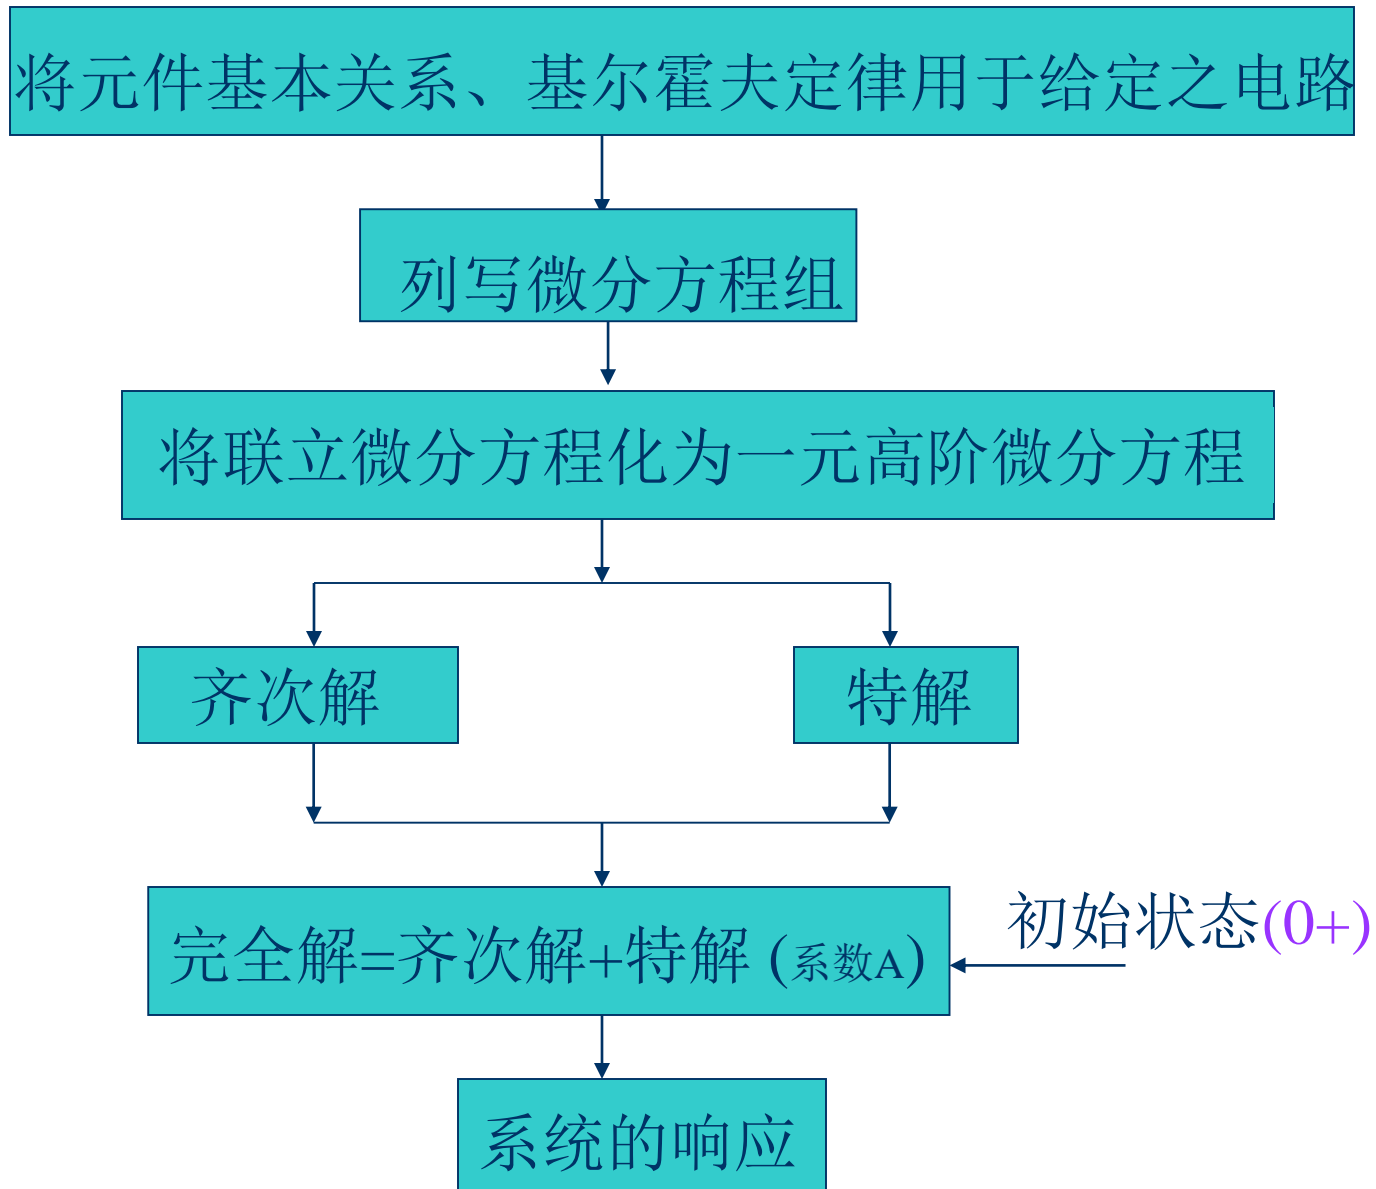 将元件基本关系、基尔霍夫定律用于给定之电路
列写微分方程组
将联立微分方程化为一元高阶微分方程
齐次解
特解
完全解=齐次解+特解 (系数A)
初始状态(0+)
系统的响应